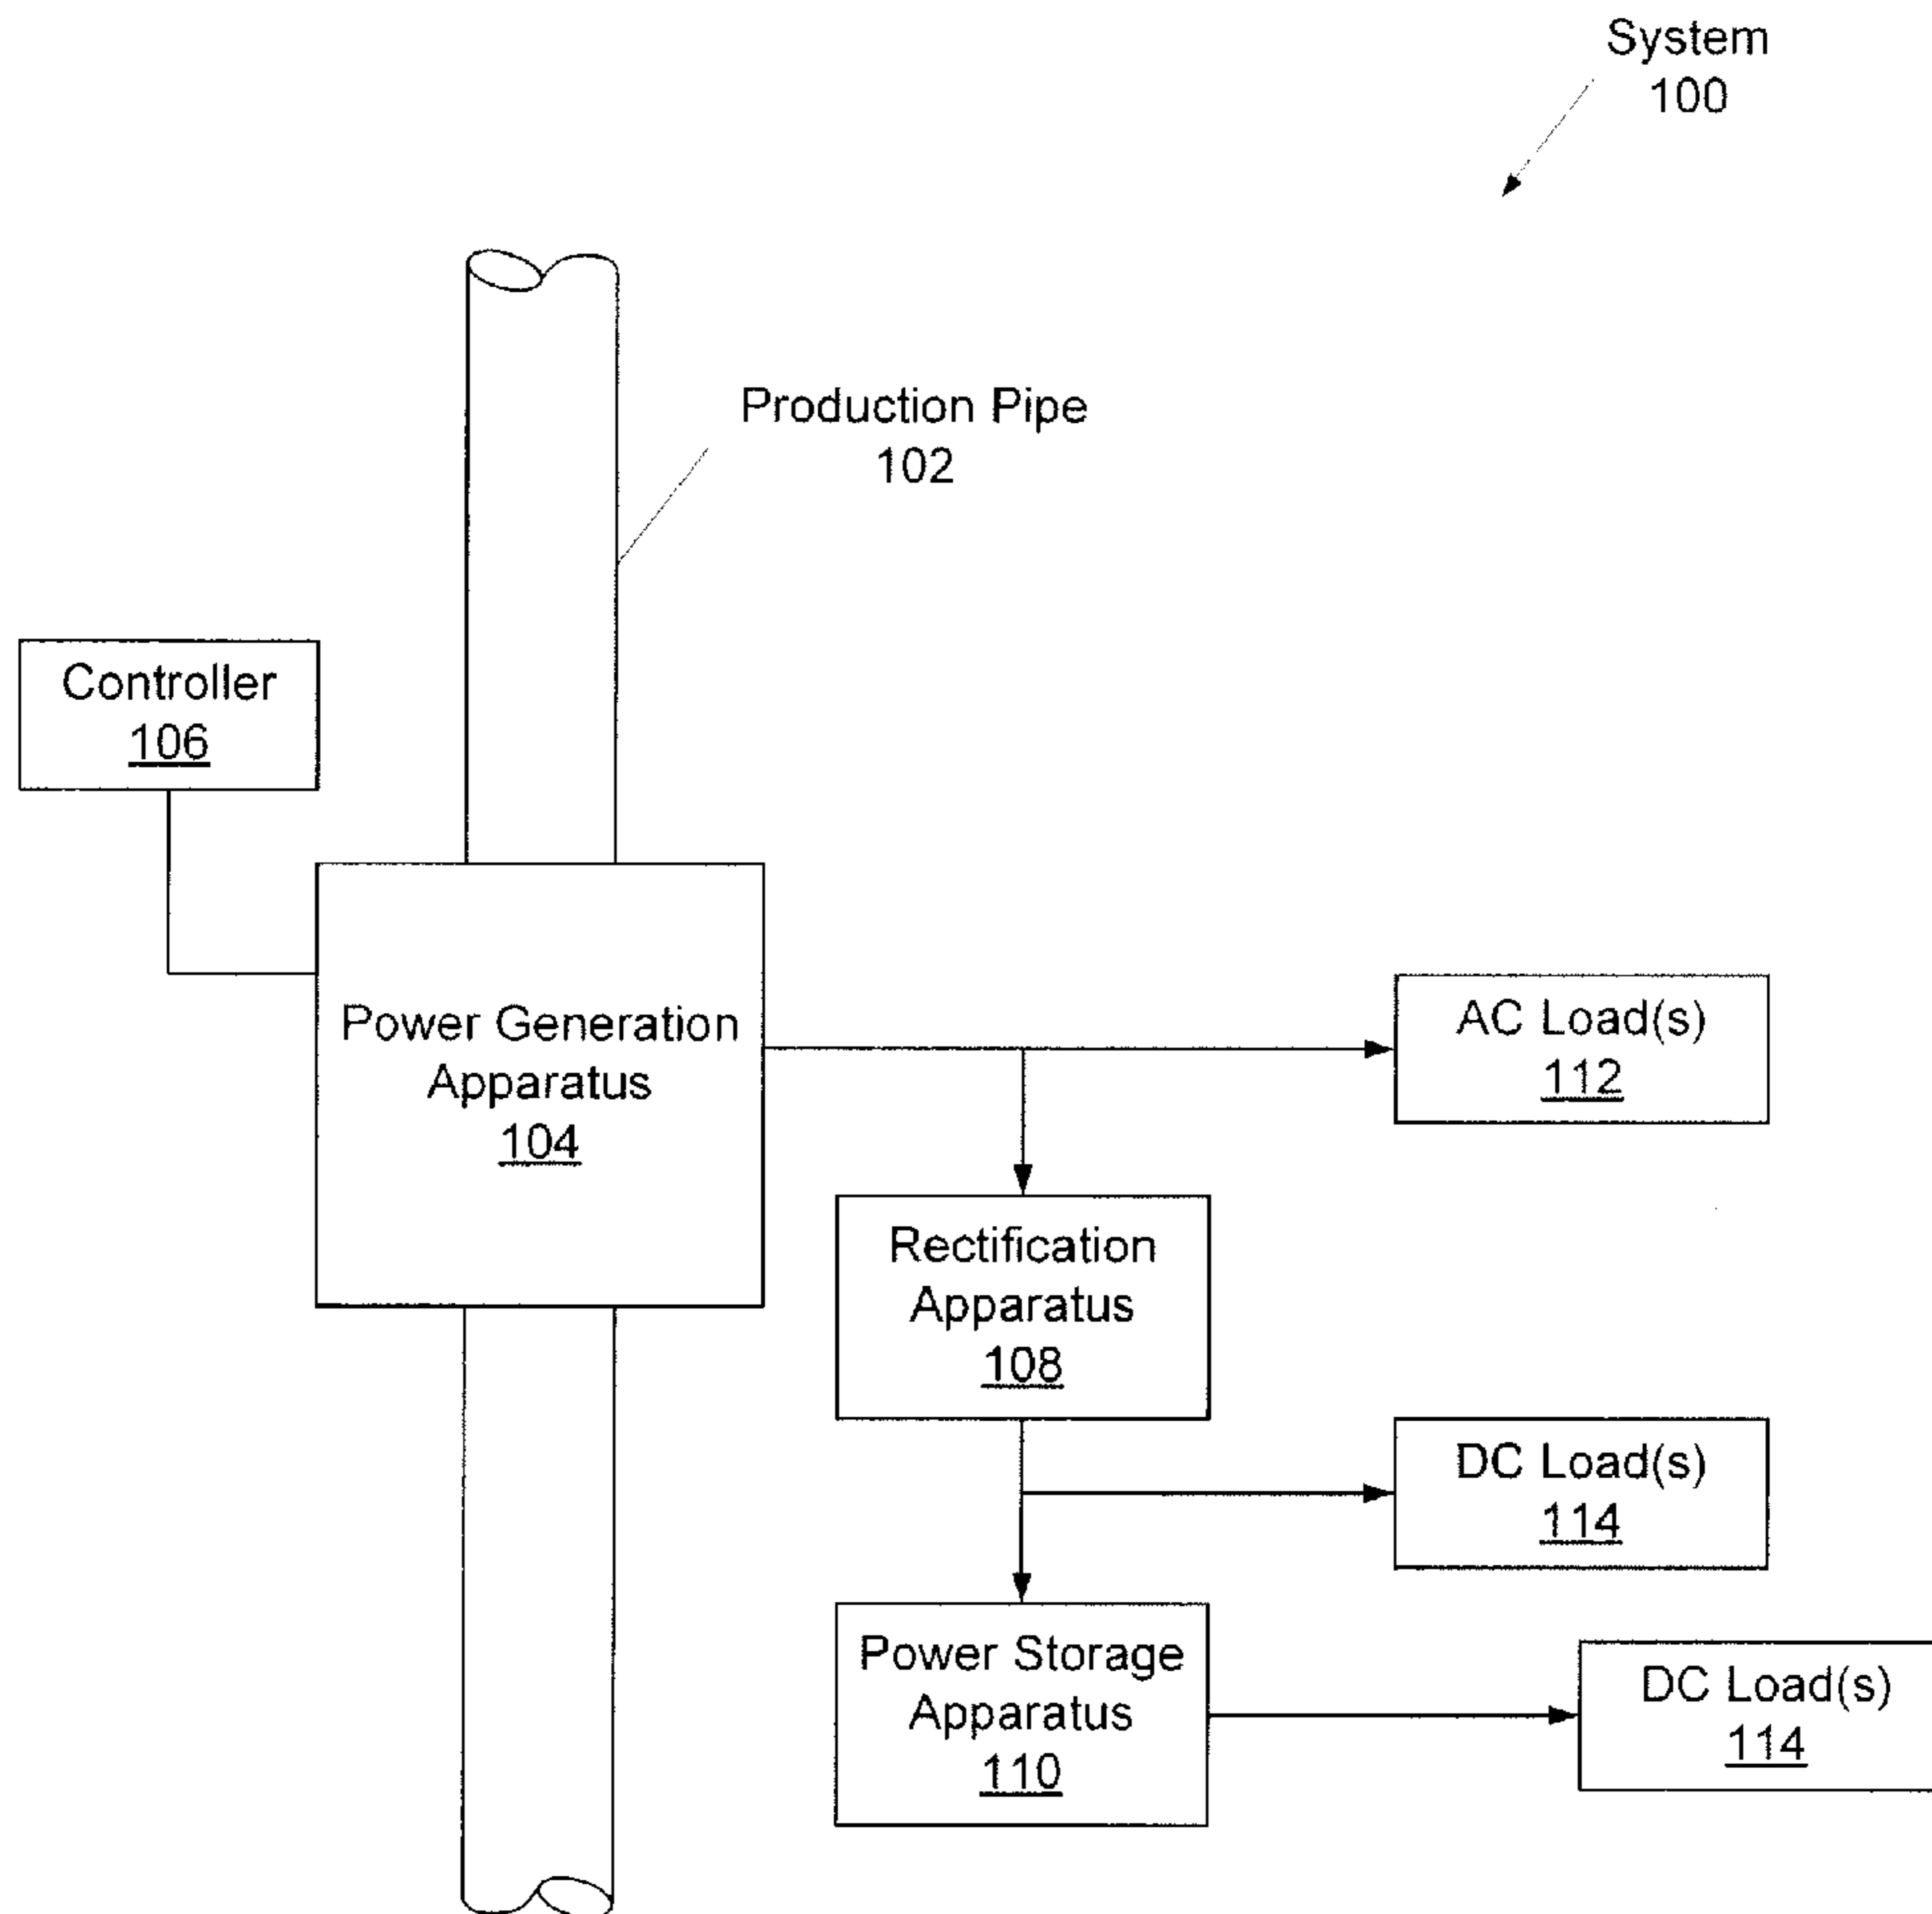 System
100
Production Pipe
102
Controller
106
Power Generation
Apparatus
104
AC Load(s)
112
Rectification
Apparatus
108
DC Load(s)
114
Power Storage
Apparatus
110
DC Load(s)
114